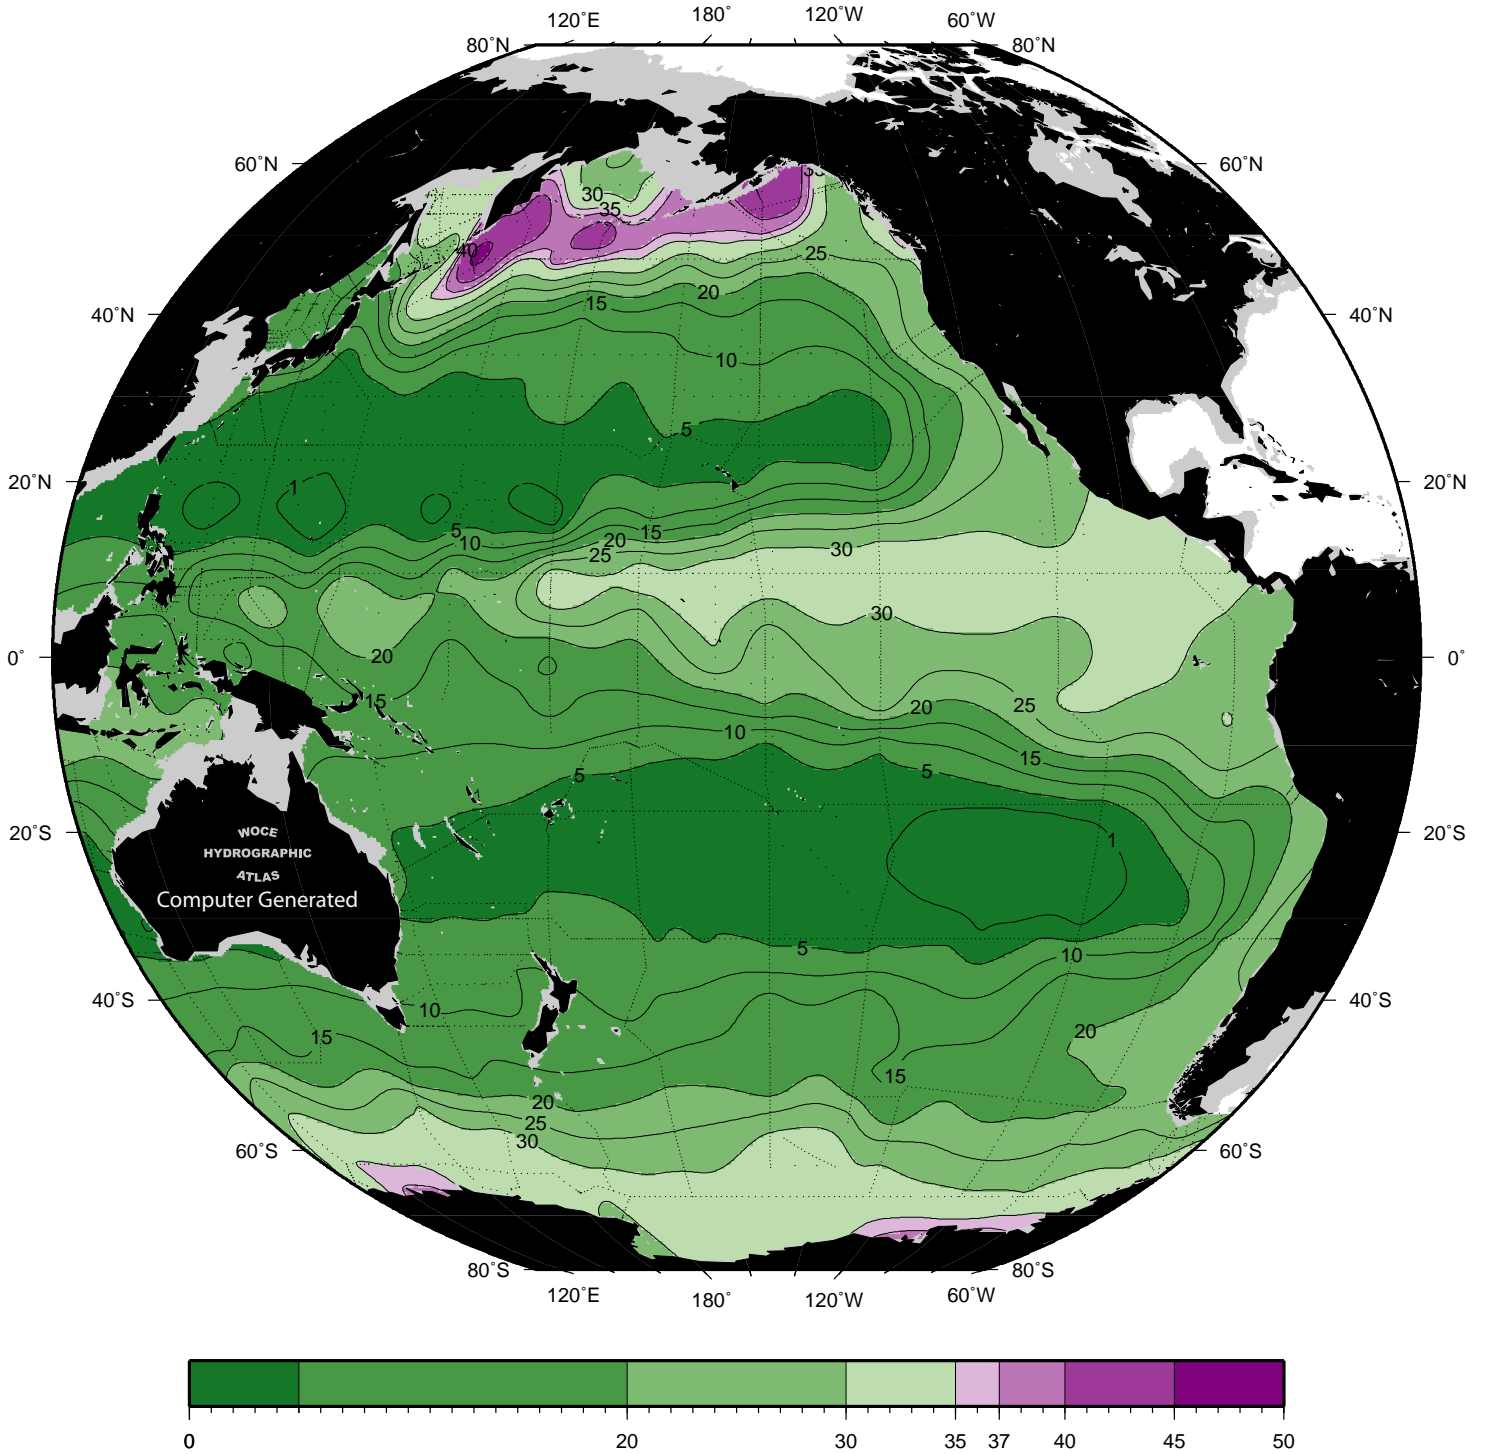 120°E 180° 120°W 60°W
80°N 80°N
60°N 60°N
35
30
35
40
25
20
15
40°N 40°N
10
5
20°N 20°N
1
5 10 20 15
25 30
30
0° 0°
20
15 20 25
10
15
5 5
20°S 20°S
WOCE
HYDROGRAPHIC
ATLAS
Computer Generated
1
5
10
40°S 40°S
10
15 20
15
20
25
30
60°S 60°S
80°S 80°S
120°E 180° 120°W 60°W
0 20 30 35 37 40 45 50